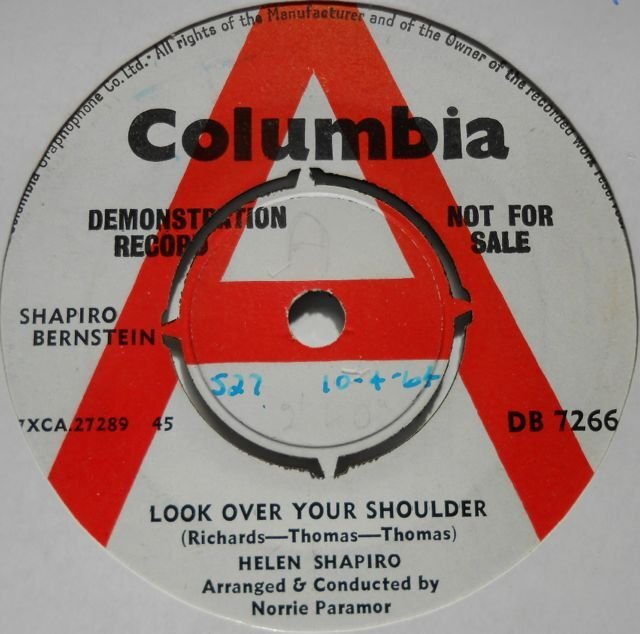 Columbia Graphophone Co. Ltd. · All rights of the Manufacturer and of the Owner of the recorded work reserved
Columbia
DEMONSTRATION
RECORD
NOT FOR
SALE
SHAPIRO
BERNSTEIN
7XCA.27289 45
DB 7266
S27 10-4-64
LOOK OVER YOUR SHOULDER
(Richards—Thomas—Thomas)
HELEN SHAPIRO
Arranged & Conducted by
Norrie Paramor